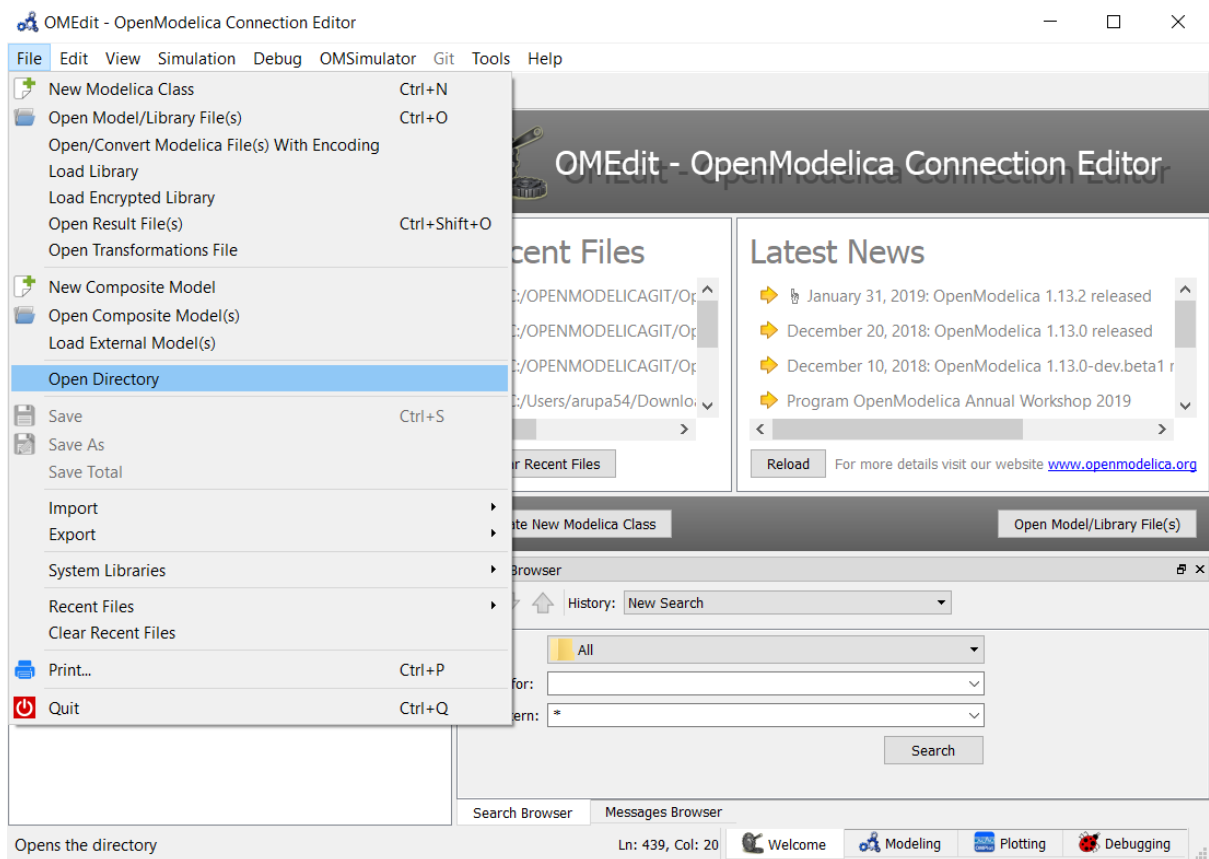 OMEdit - OpenModelica Connection Editor
File Edit View Simulation Debug OMSimulator Git Tools Help
New Modelica Class Ctrl+N
Open Model/Library File(s) Ctrl+O
Open/Convert Modelica File(s) With Encoding
Load Library
Load Encrypted Library
Open Result File(s) Ctrl+Shift+O
Open Transformations File
New Composite Model
Open Composite Model(s)
Load External Model(s)
Open Directory
Save Ctrl+S
Save As
Save Total
Import
Export
System Libraries
Recent Files
Clear Recent Files
Print... Ctrl+P
Quit Ctrl+Q
OMEdit - OpenModelica Connection Editor
cent Files
:/OPENMODELICAGIT/Op
:/OPENMODELICAGIT/Op
:/OPENMODELICAGIT/Op
:/Users/arupa54/Downlo
r Recent Files
Latest News
January 31, 2019: OpenModelica 1.13.2 released
December 20, 2018: OpenModelica 1.13.0 released
December 10, 2018: OpenModelica 1.13.0-dev.beta1 r
Program OpenModelica Annual Workshop 2019
Reload For more details visit our website www.openmodelica.org
ate New Modelica Class Open Model/Library File(s)
Browser
History: New Search
All
for:
tern: *
Search
Search Browser Messages Browser
Opens the directory Ln: 439, Col: 20 Welcome Modeling Plotting Debugging